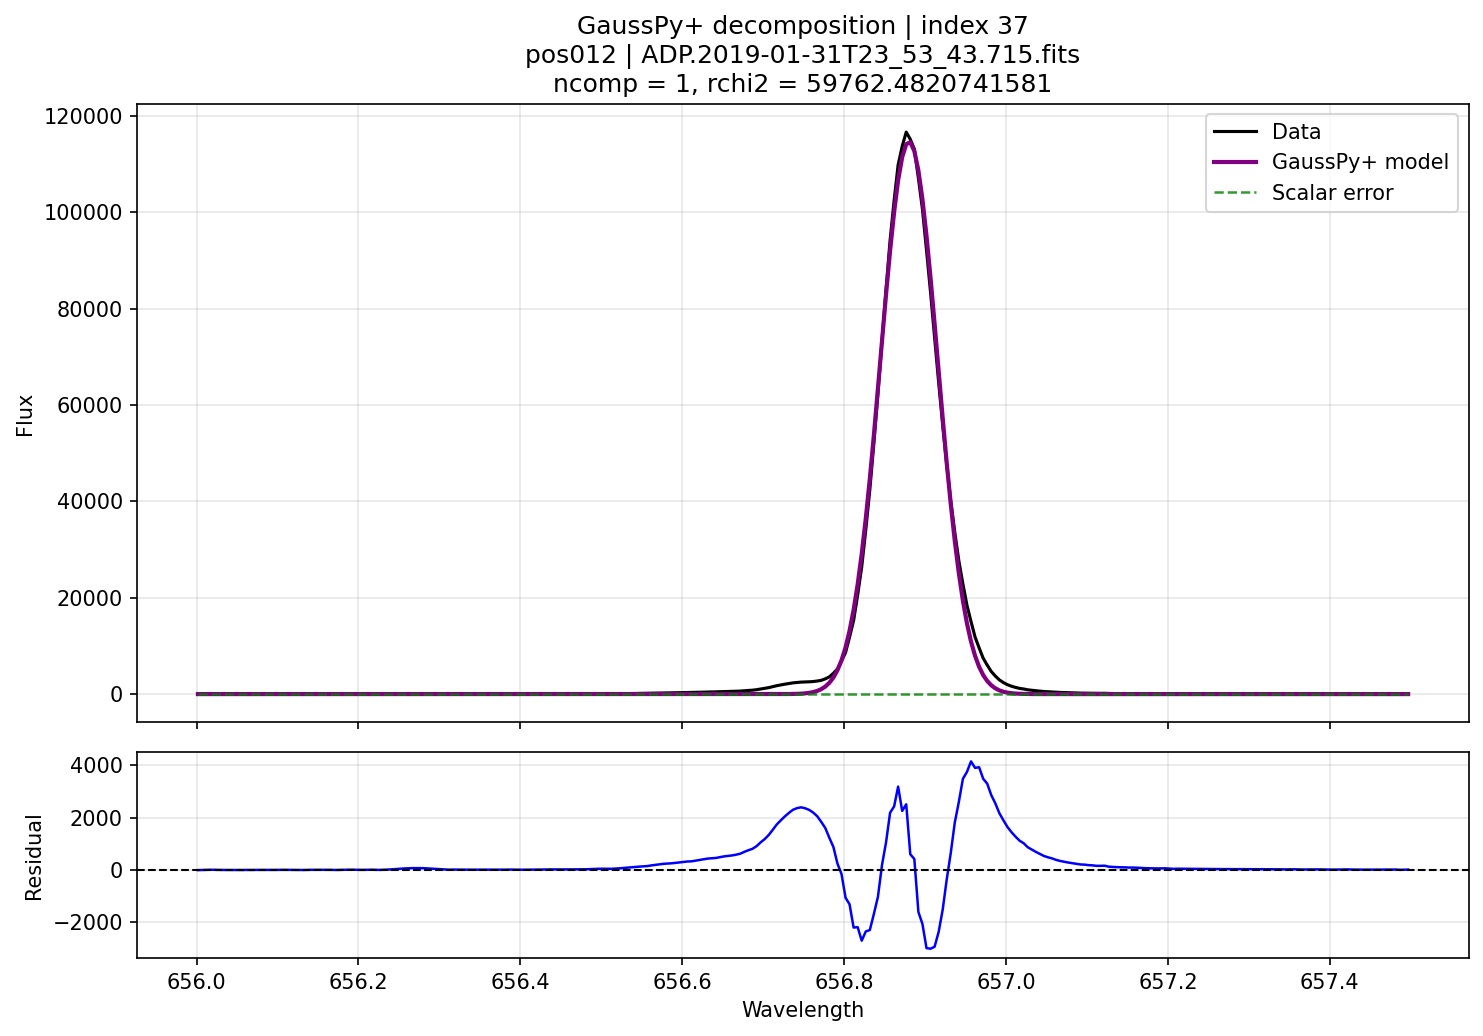 GaussPy+ decomposition | index 37
pos012 | ADP.2019-01-31T23_53_43.715.fits
ncomp = 1, rchi2 = 59762.4820741581
Data
GaussPy+ model
Scalar error
120000
100000
80000
60000
40000
20000
0
Flux
4000
2000
0
−2000
Residual
656.0
656.2
656.4
656.6
656.8
657.0
657.2
657.4
Wavelength